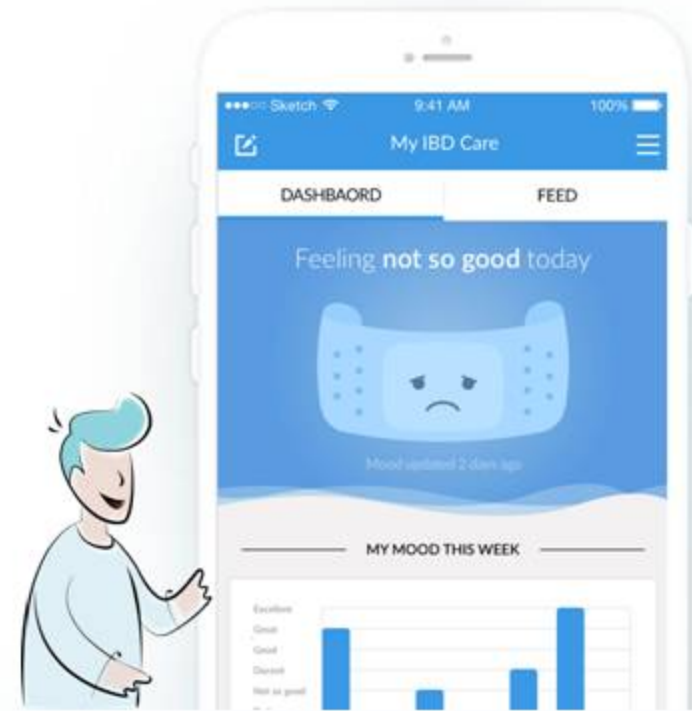 Sketch 9:41 AM 100%
My IBD Care
DASHBAORD FEED
Feeling not so good today
Mood updated 2 days ago
MY MOOD THIS WEEK
Excellent
Great
Good
Decent
Not so good